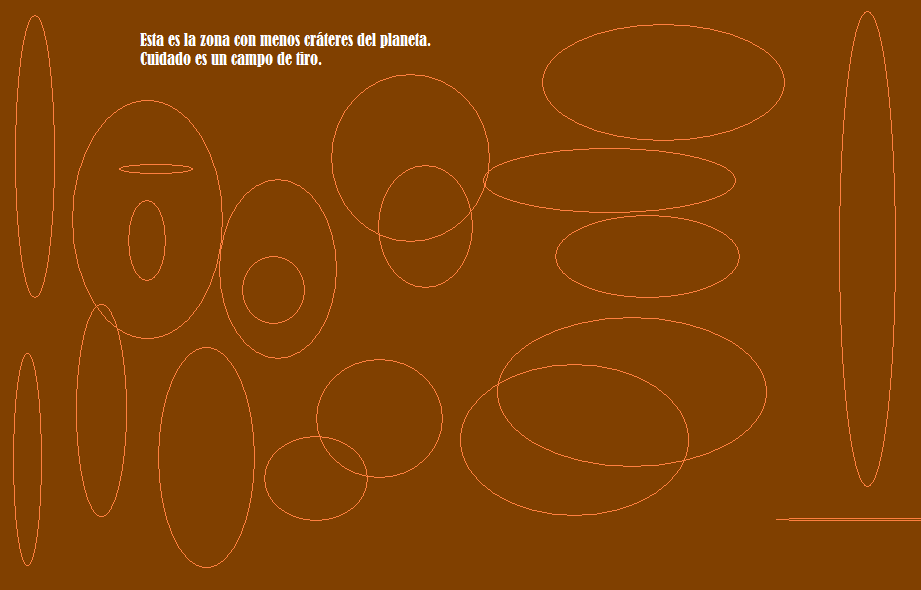 Esta es la zona con menos cráteres del planeta.
Cuidado es un campo de tiro.